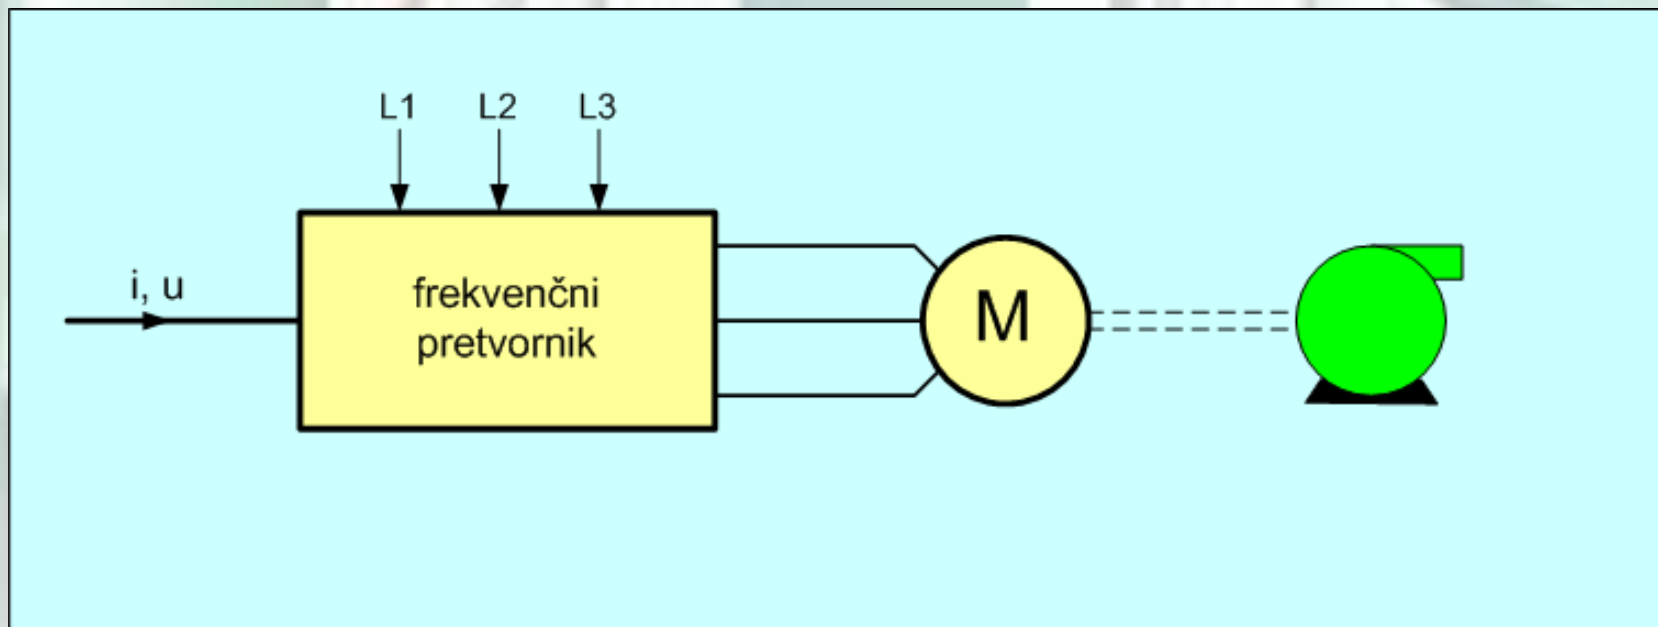 L1 L2 L3
i, u
frekvenčni
pretvornik
M